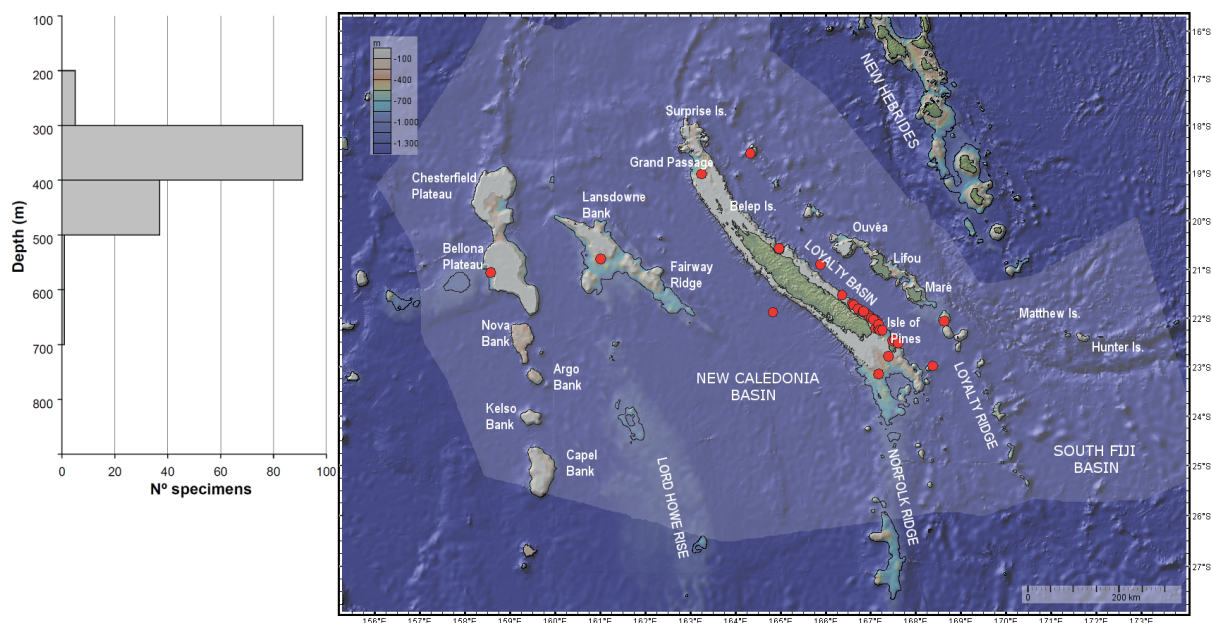 100
200
300
400
500
600
700
800
Depth (m)
0
20
40
60
80
100
Nº specimens
m
-100
-400
-700
-1.000
-1.300
Surprise Is.
Grand Passage
Chesterfield
Plateau
Lansdowne
Bank
Belep Is.
Bellona
Plateau
Fairway
Ridge
Nova
Bank
Argo
Bank
Kelso
Bank
Capel
Bank
NEW HEBRIDES
Ouvèa
Lifou
Marè
LOYALTY BASIN
Isle of
Pines
Matthew Is.
Hunter Is.
NEW CALEDONIA
BASIN
LOYALTY RIDGE
SOUTH FIJI
BASIN
LORD HOWE RISE
NORFOLK RIDGE
0
200 km
16°S
17°S
18°S
19°S
20°S
21°S
22°S
23°S
24°S
25°S
26°S
27°S
156°E
157°E
158°E
159°E
160°E
161°E
162°E
163°E
164°E
165°E
166°E
167°E
168°E
169°E
170°E
171°E
172°E
173°E